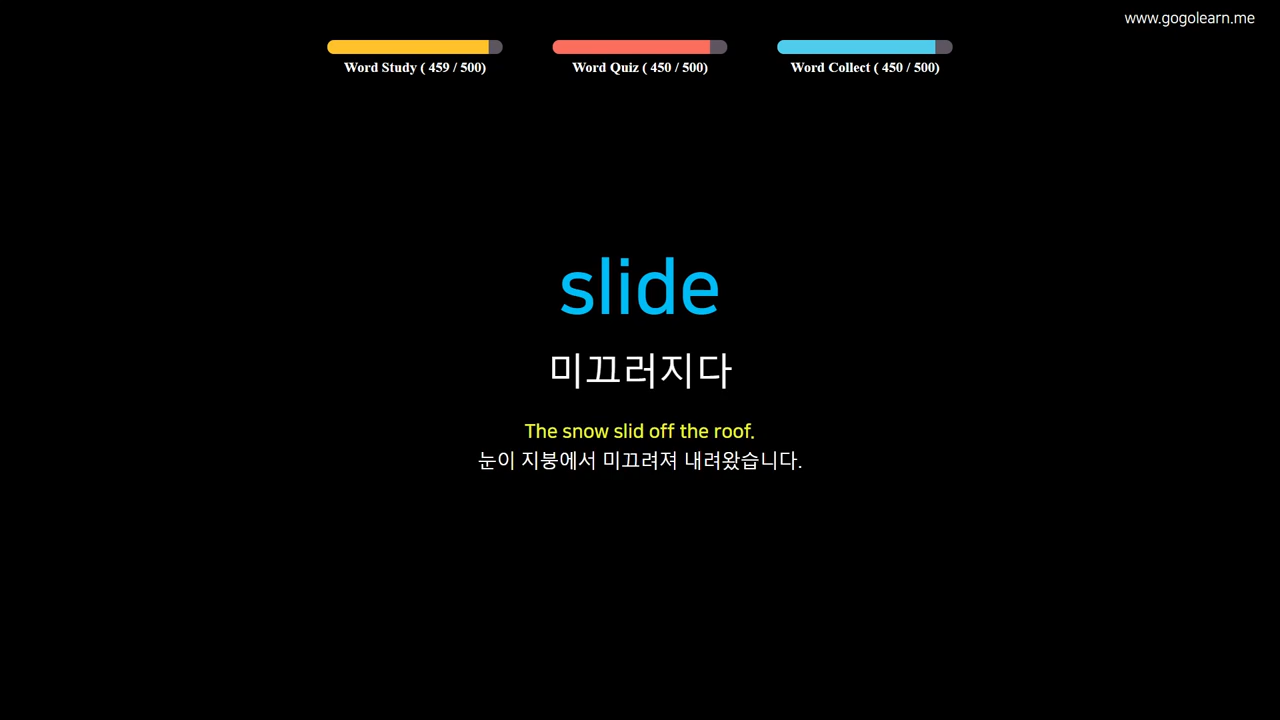 www.gogolearn.me
Word Study ( 459 / 500)
Word Quiz ( 450 / 500)
Word Collect ( 450 / 500)
slide
미끄러지다
The snow slid off the roof.
눈이 지붕에서 미끄러져 내려왔습니다.